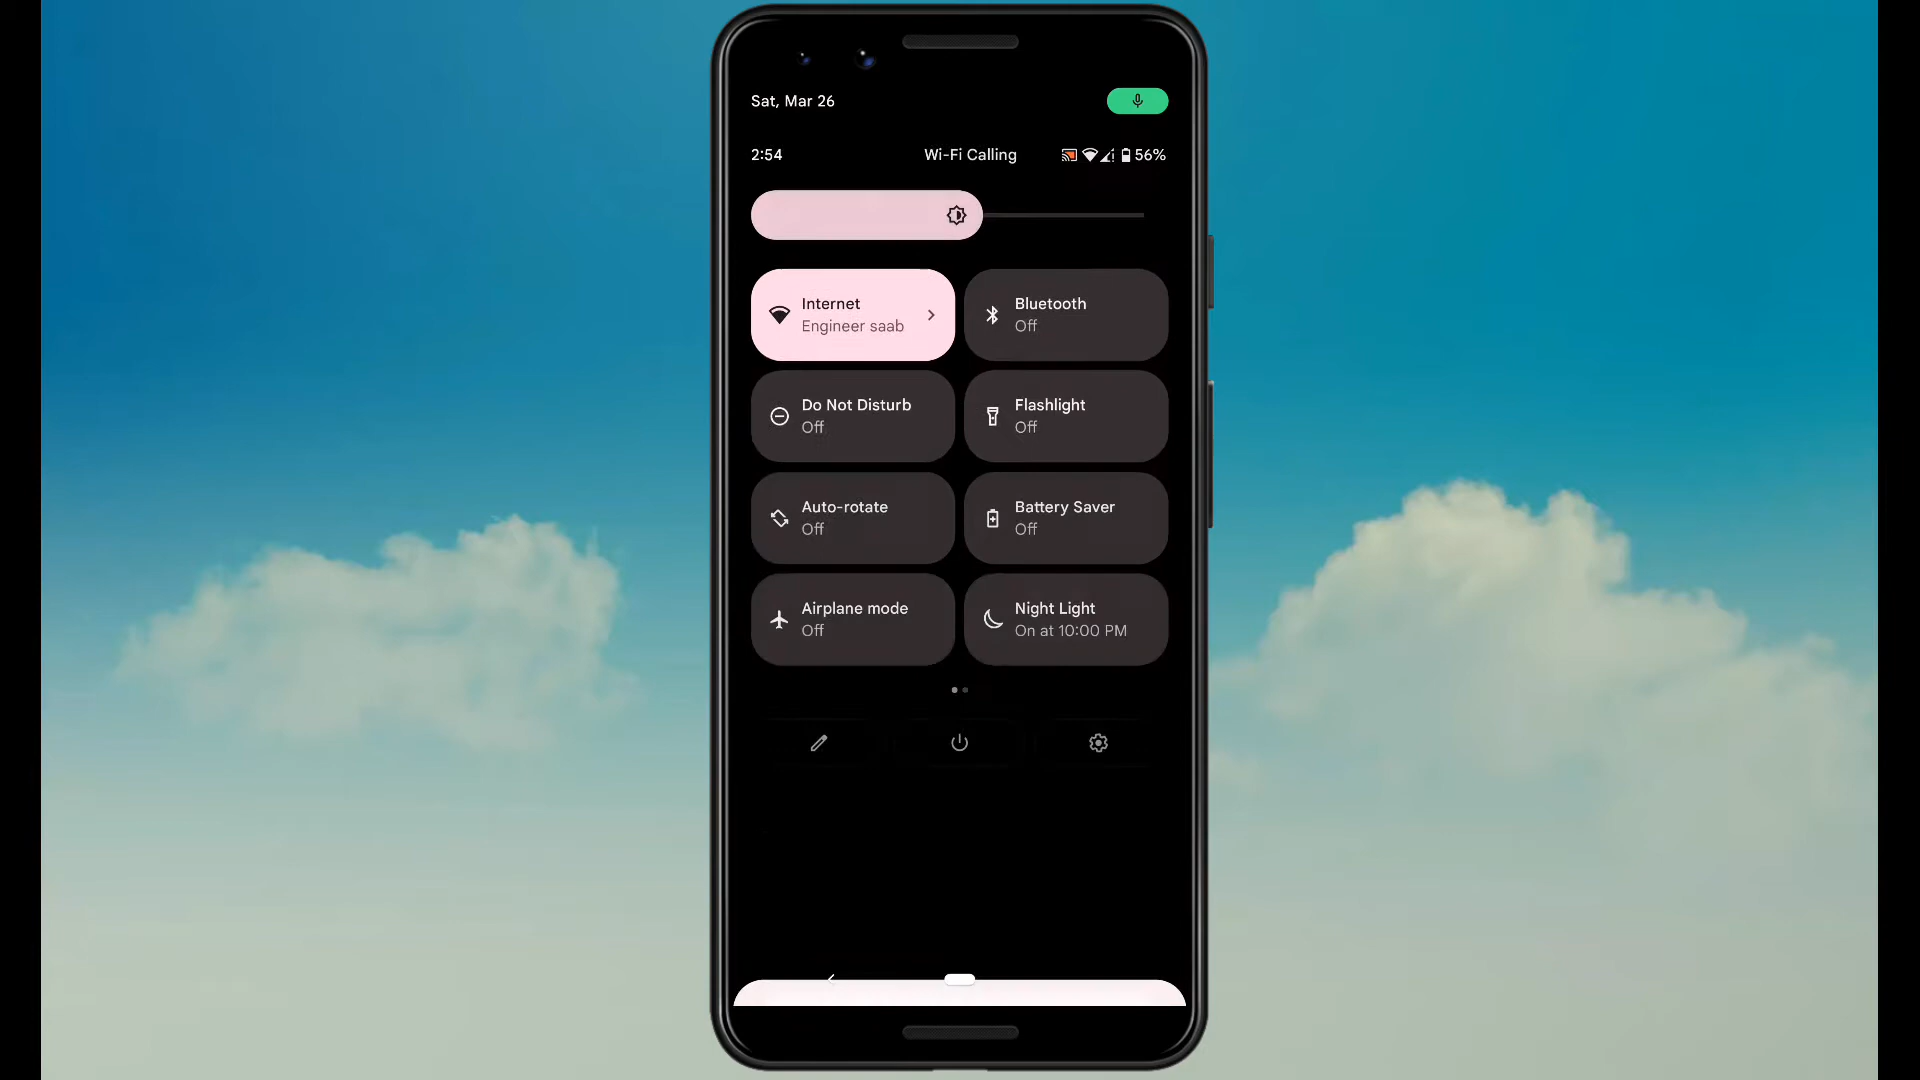 Sat, Mar 26
2:54 Wi-Fi Calling 56%
Internet
Engineer saab
Bluetooth
Off
Do Not Disturb
Off
Flashlight
Off
Auto-rotate
Off
Battery Saver
Off
Airplane mode
Off
Night Light
On at 10:00 PM